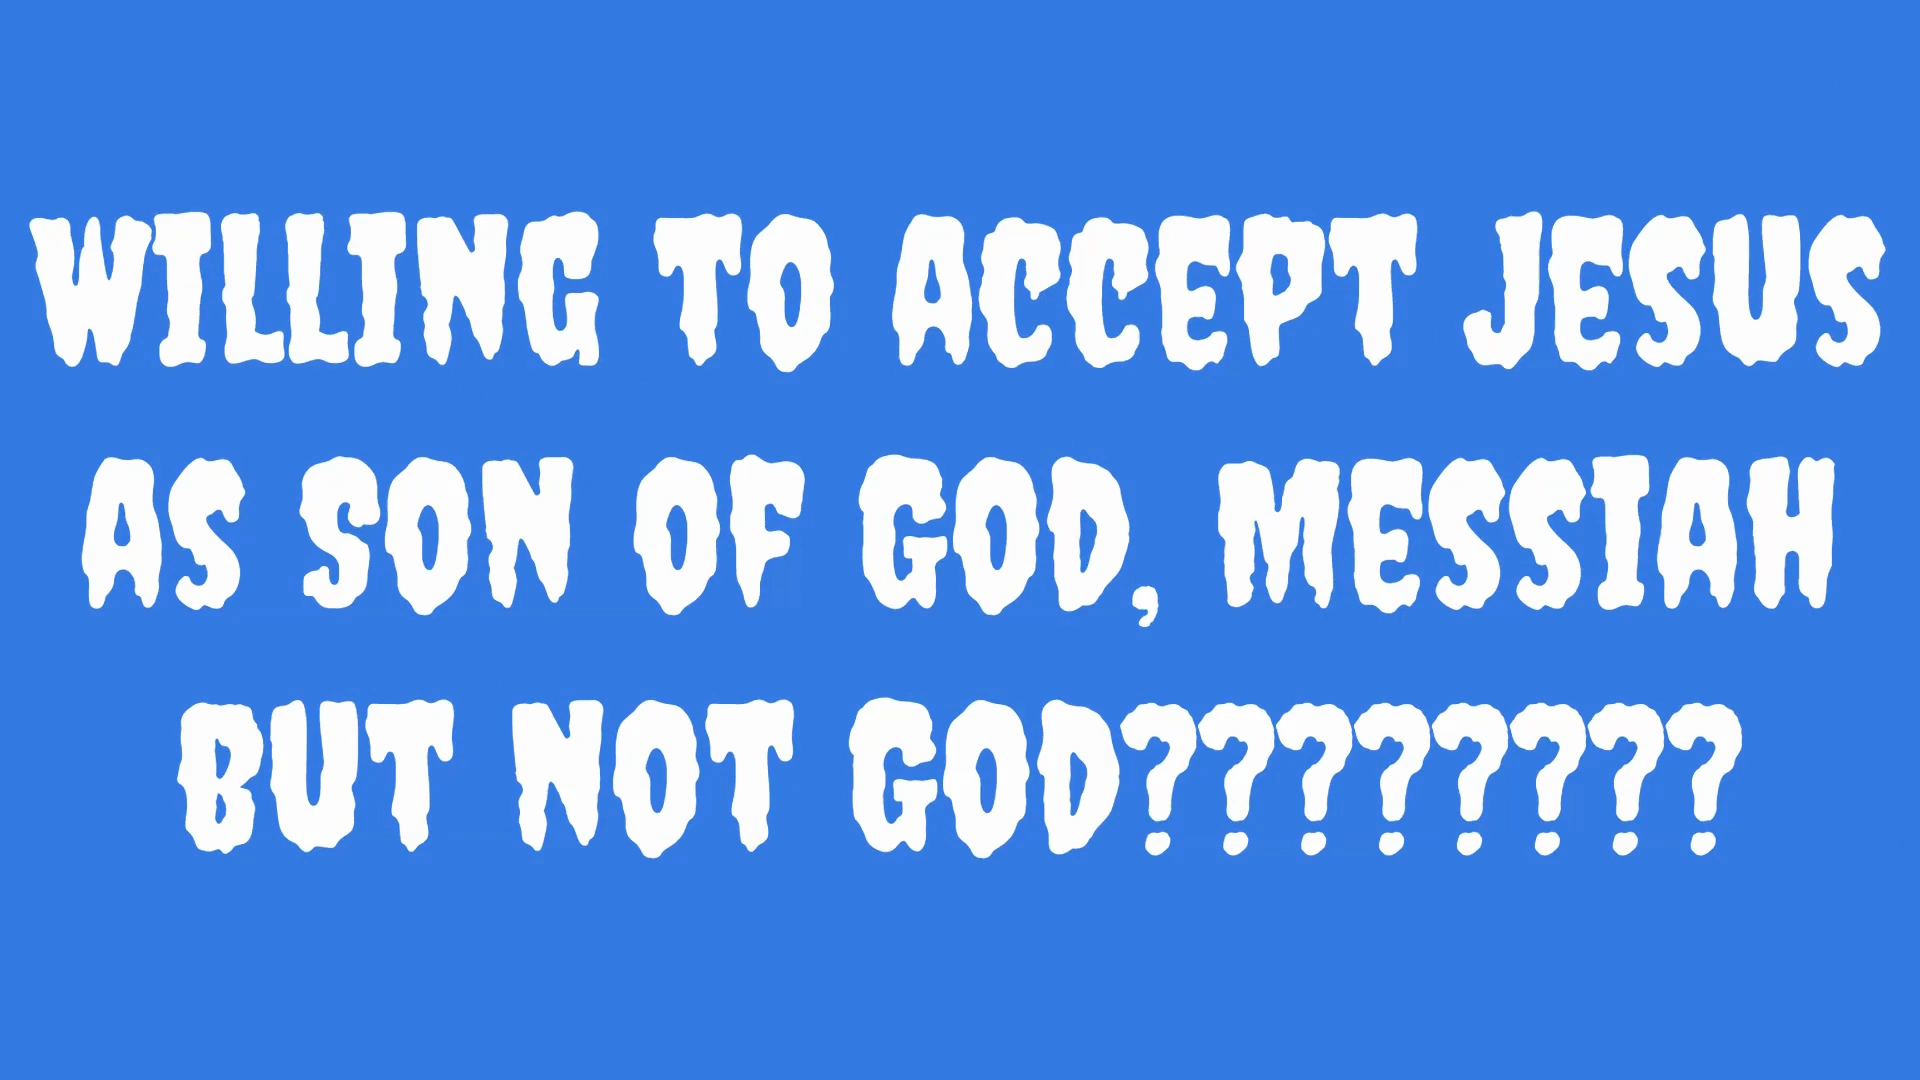 WILLING TO ACCEPT JESUS
AS SON OF GOD, MESSIAH
BUT NOT GOD????????